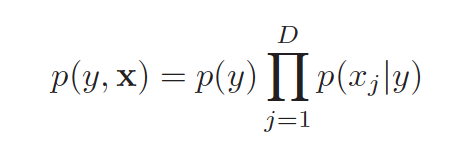 p(y, x) = p(y) ∏_{j=1}^{D} p(x_j|y)